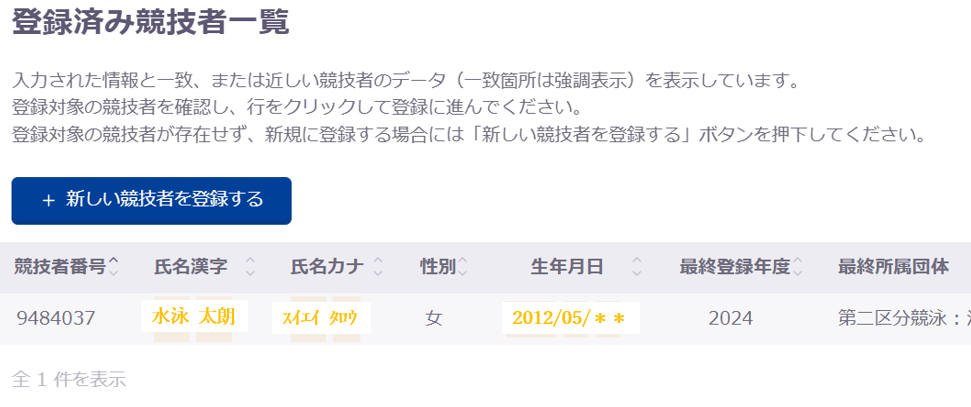 登録済み競技者一覧
入力された情報と一致、または近しい競技者のデータ（一致箇所は強調表示）を表示しています。
登録対象の競技者を確認し、行をクリックして登録に進んでください。
登録対象の競技者が存在せず、新規に登録する場合には「新しい競技者を登録する」ボタンを押下してください。
＋ 新しい競技者を登録する
競技者番号 氏名漢字 氏名カナ 性別 生年月日 最終登録年度 最終所属団体
9484037 水泳 太朗 ｽｲｴｲ ﾀﾛｳ 女 2012/05/＊＊ 2024 第二区分競泳：
全 1 件を表示